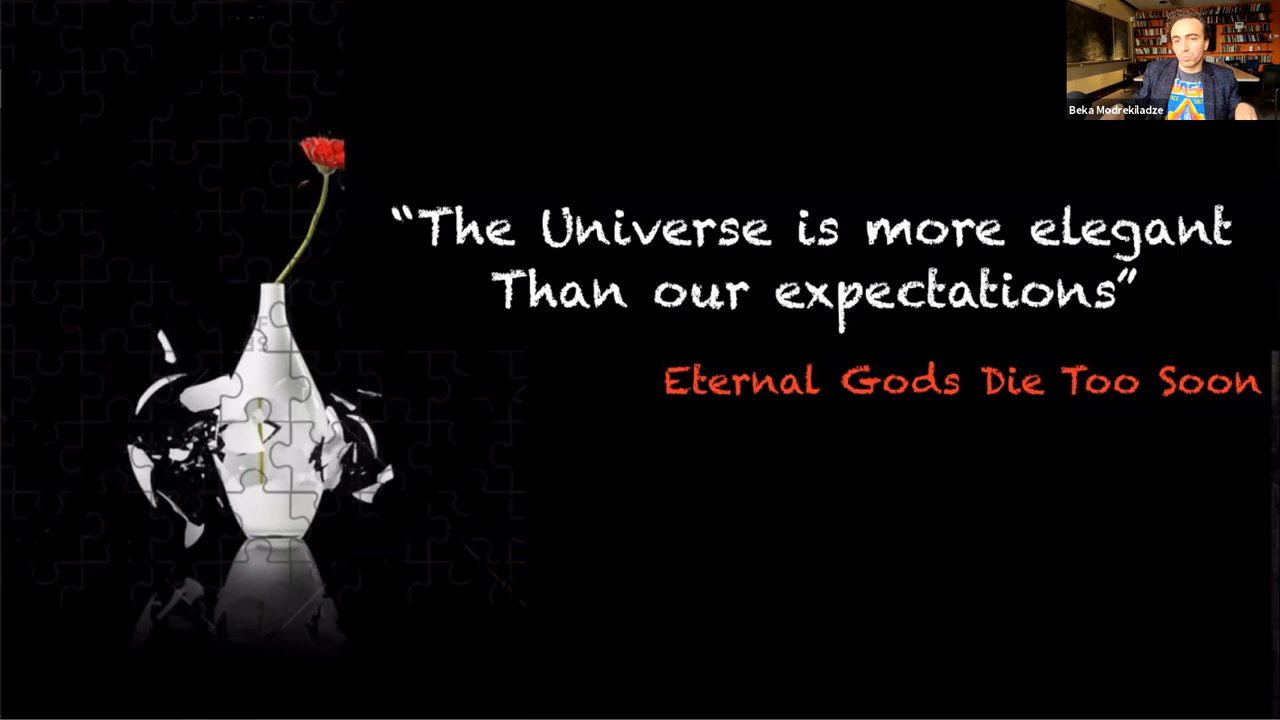 Beka Modrekiladze
“The Universe is more elegant
Than our expectations”
Eternal Gods Die Too Soon